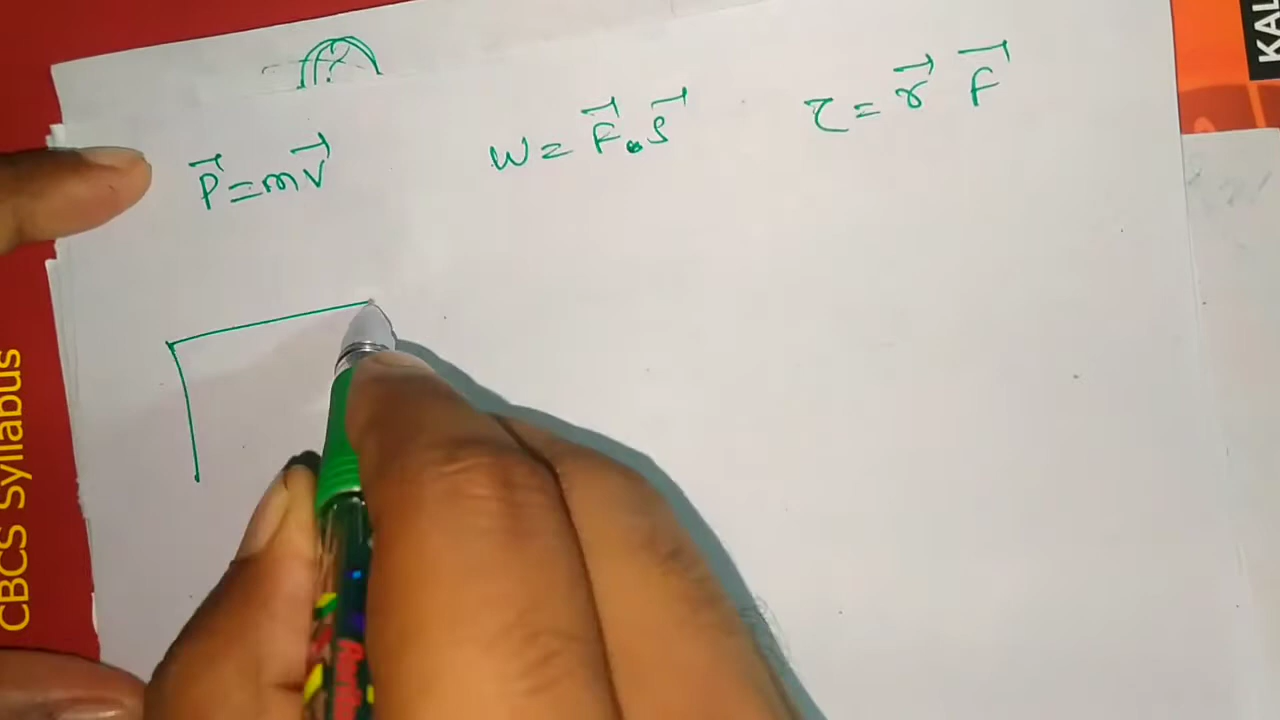 P⃗ = mV⃗
W = F⃗ . S⃗
τ = r⃗ F⃗
CBCS Syllabus
KAL